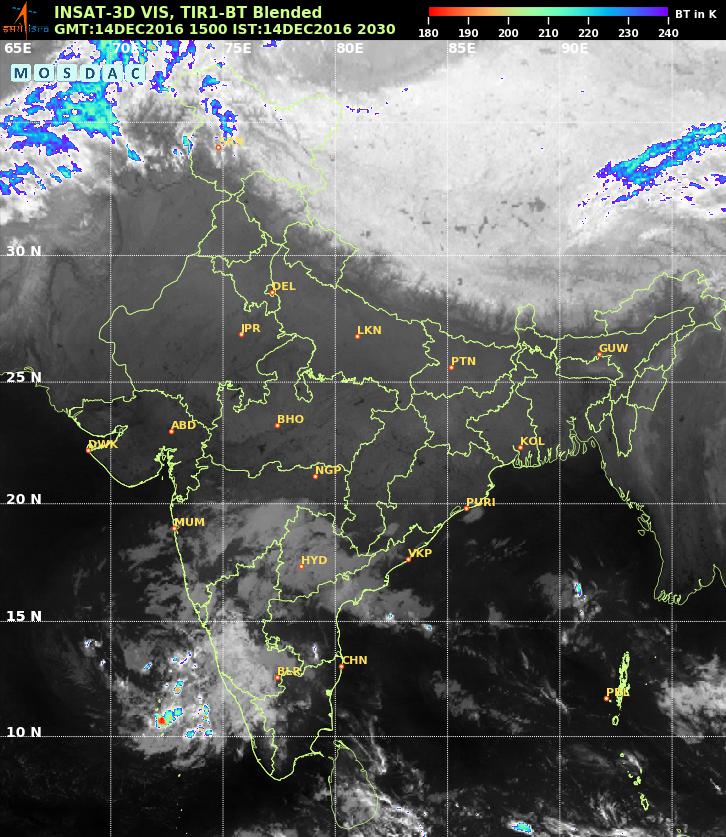 INSAT-3D VIS, TIR1-BT Blended
GMT:14DEC2016 1500 IST:14DEC2016 2030
180 190 200 210 220 230 240
BT in K
65E 70E 75E 80E 85E 90E
MOSDAC
30 N
DEL
JPR
LKN
GUW
PTN
25 N
BHO
ABD
KOL
DWK
NGP
20 N
PURI
MUM
VKP
HYD
15 N
CHN
BLR
10 N